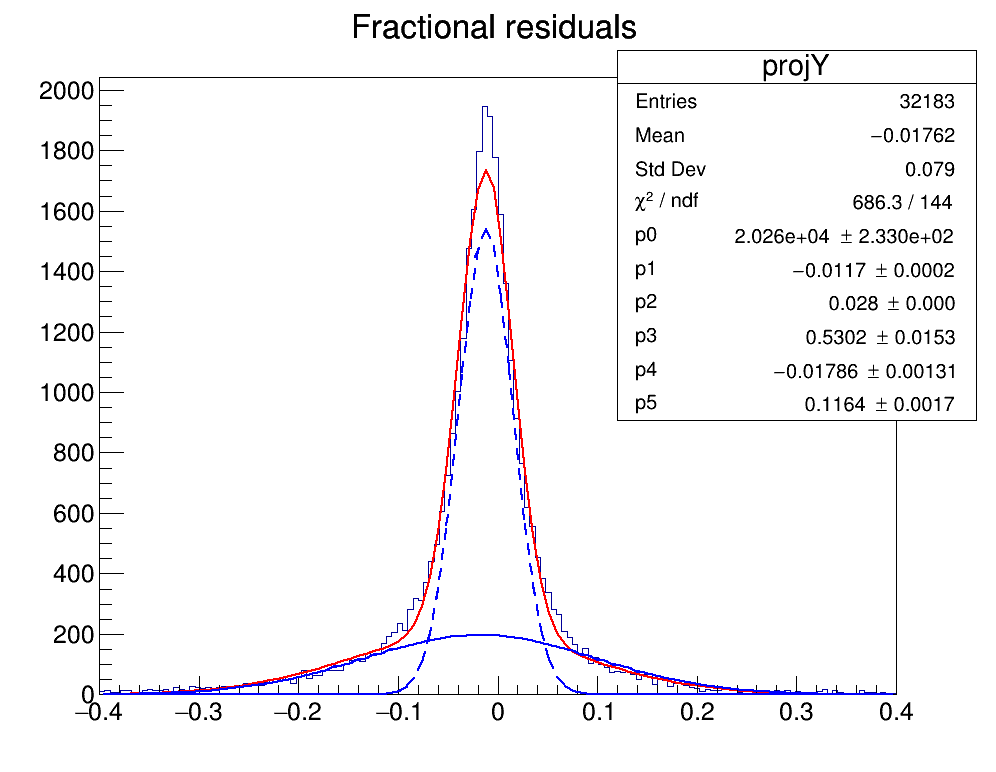 Fractional residuals
projY
Entries 32183
Mean −0.01762
Std Dev 0.079
χ² / ndf 686.3 / 144
p0 2.026e+04 ± 2.330e+02
p1 −0.0117 ± 0.0002
p2 0.028 ± 0.000
p3 0.5302 ± 0.0153
p4 −0.01786 ± 0.00131
p5 0.1164 ± 0.0017
2000
1800
1600
1400
1200
1000
800
600
400
200
0
−0.4 −0.3 −0.2 −0.1 0 0.1 0.2 0.3 0.4